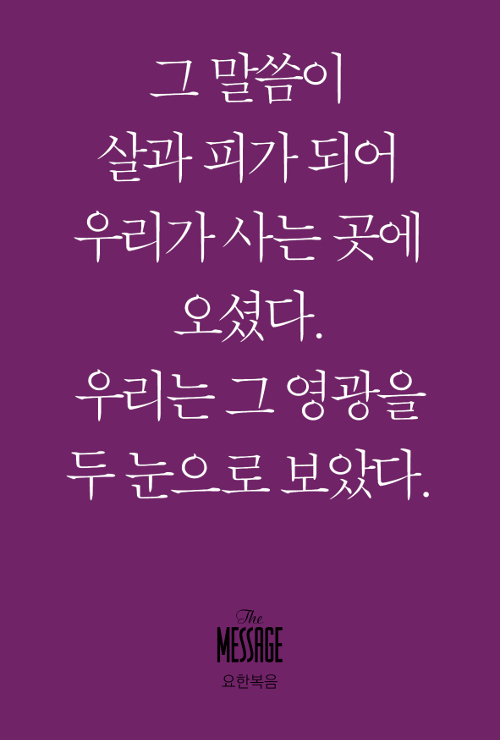 그 말씀이
살과 피가 되어
우리가 사는 곳에
오셨다.
우리는 그 영광을
두 눈으로 보았다.
The
MESSAGE
요한복음